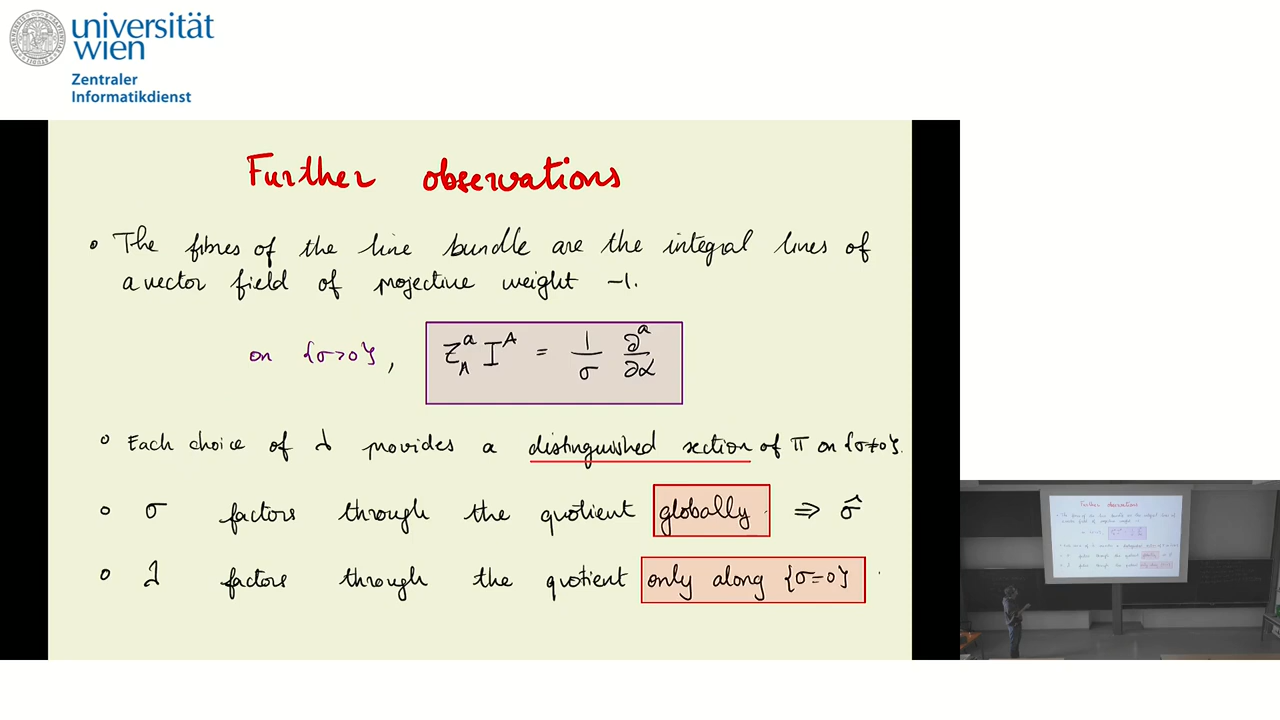 universität
wien
Zentraler
Informatikdienst
Further observations
• The fibres of the line bundle are the integral lines of
a vector field of projective weight -1.
on {σ>0}, Z_A^a I^A = 1/σ ∂^a/∂α
∘ Each choice of λ provides a distinguished section of π on {σ≠0}.
∘ σ factors through the quotient globally ⇒ σ̂
∘ λ factors through the quotient only along {σ=0}